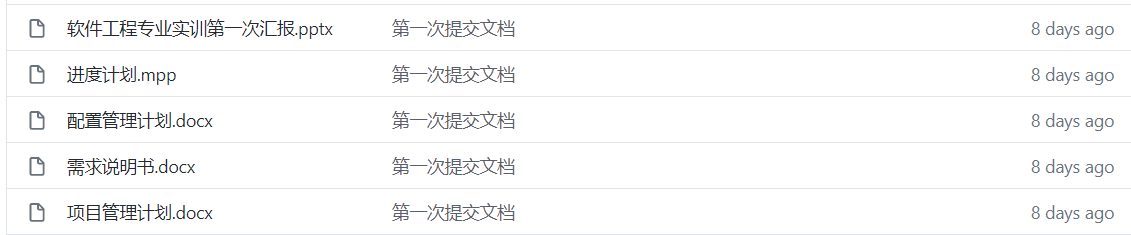 软件工程专业实训第一次汇报.pptx 第一次提交文档 8 days ago
进度计划.mpp 第一次提交文档 8 days ago
配置管理计划.docx 第一次提交文档 8 days ago
需求说明书.docx 第一次提交文档 8 days ago
项目管理计划.docx 第一次提交文档 8 days ago